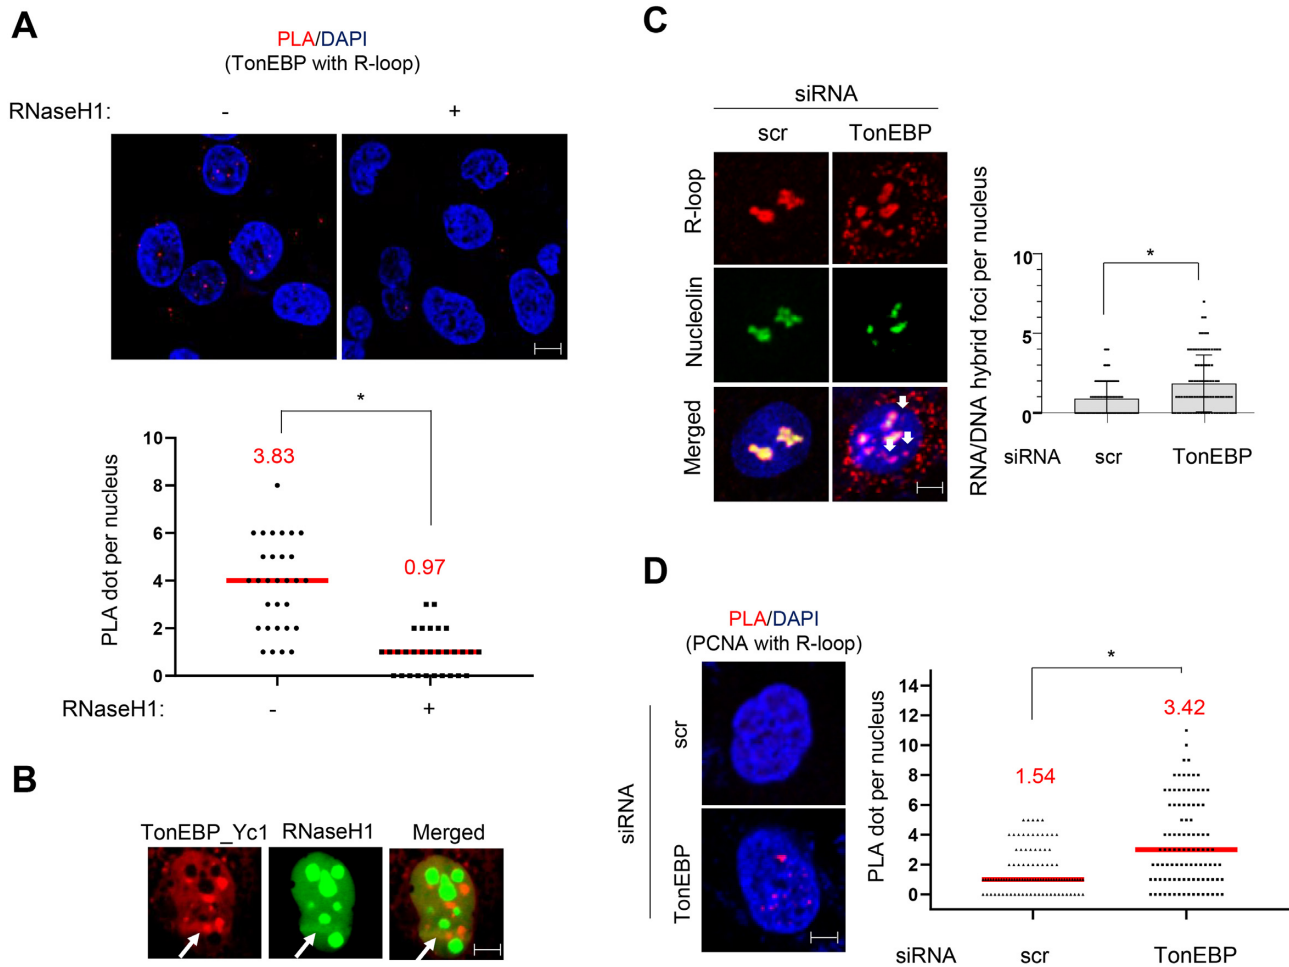 A
PLA/DAPI
(TonEBP with R-loop)
RNaseH1: - +
*
PLA dot per nucleus
10
8
6
4
2
0
3.83
0.97
RNaseH1: - +
B
TonEBP_Yc1 RNaseH1 Merged
C
siRNA
scr TonEBP
R-loop
Nucleolin
Merged
RNA/DNA hybrid foci per nucleus
10
5
0
*
siRNA scr TonEBP
D
PLA/DAPI
(PCNA with R-loop)
siRNA
scr
TonEBP
PLA dot per nucleus
14
12
10
8
6
4
2
0
*
1.54
3.42
siRNA scr TonEBP